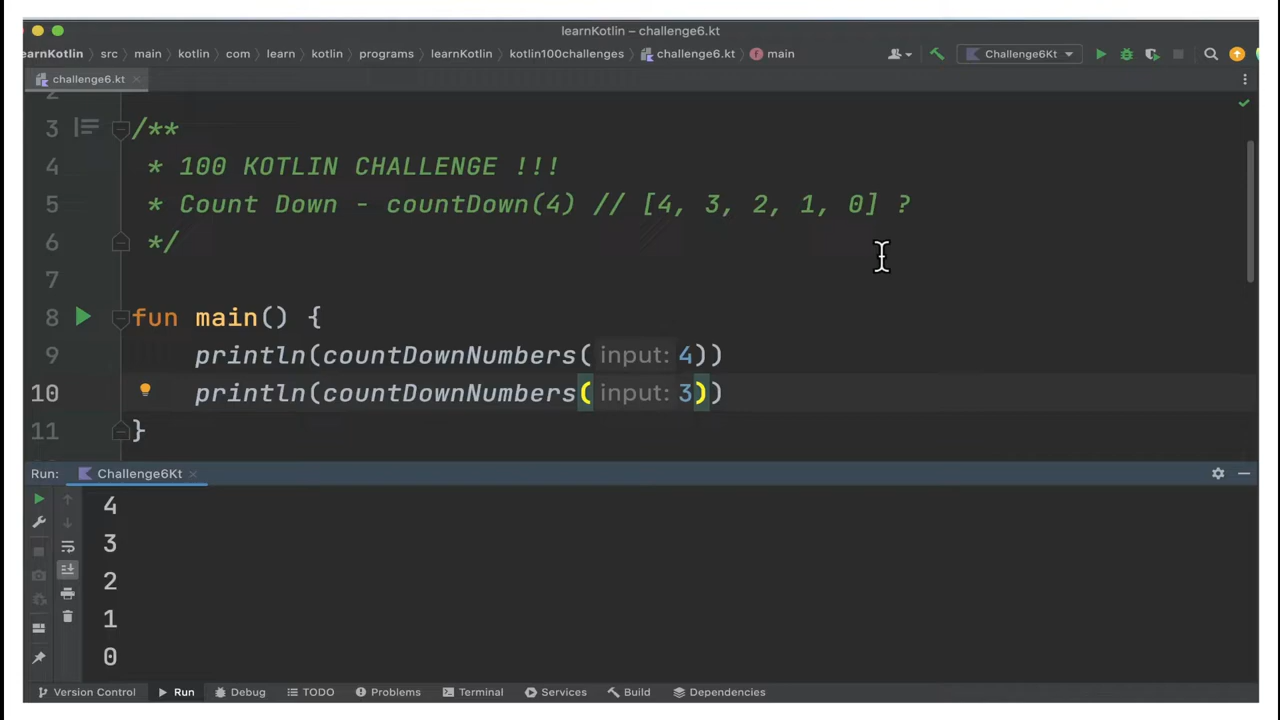 learnKotlin – challenge6.kt
earnKotlin src main kotlin com learn kotlin programs learnKotlin kotlin100challenges challenge6.kt main Challenge6Kt
challenge6.kt
2
3 /**
4 * 100 KOTLIN CHALLENGE !!!
5 * Count Down - countDown(4) // [4, 3, 2, 1, 0] ?
6 */
7
8 fun main() {
9 println(countDownNumbers( input: 4))
10 println(countDownNumbers( input: 3))
11 }
Run: Challenge6Kt
4
3
2
1
0
Version Control Run Debug TODO Problems Terminal Services Build Dependencies